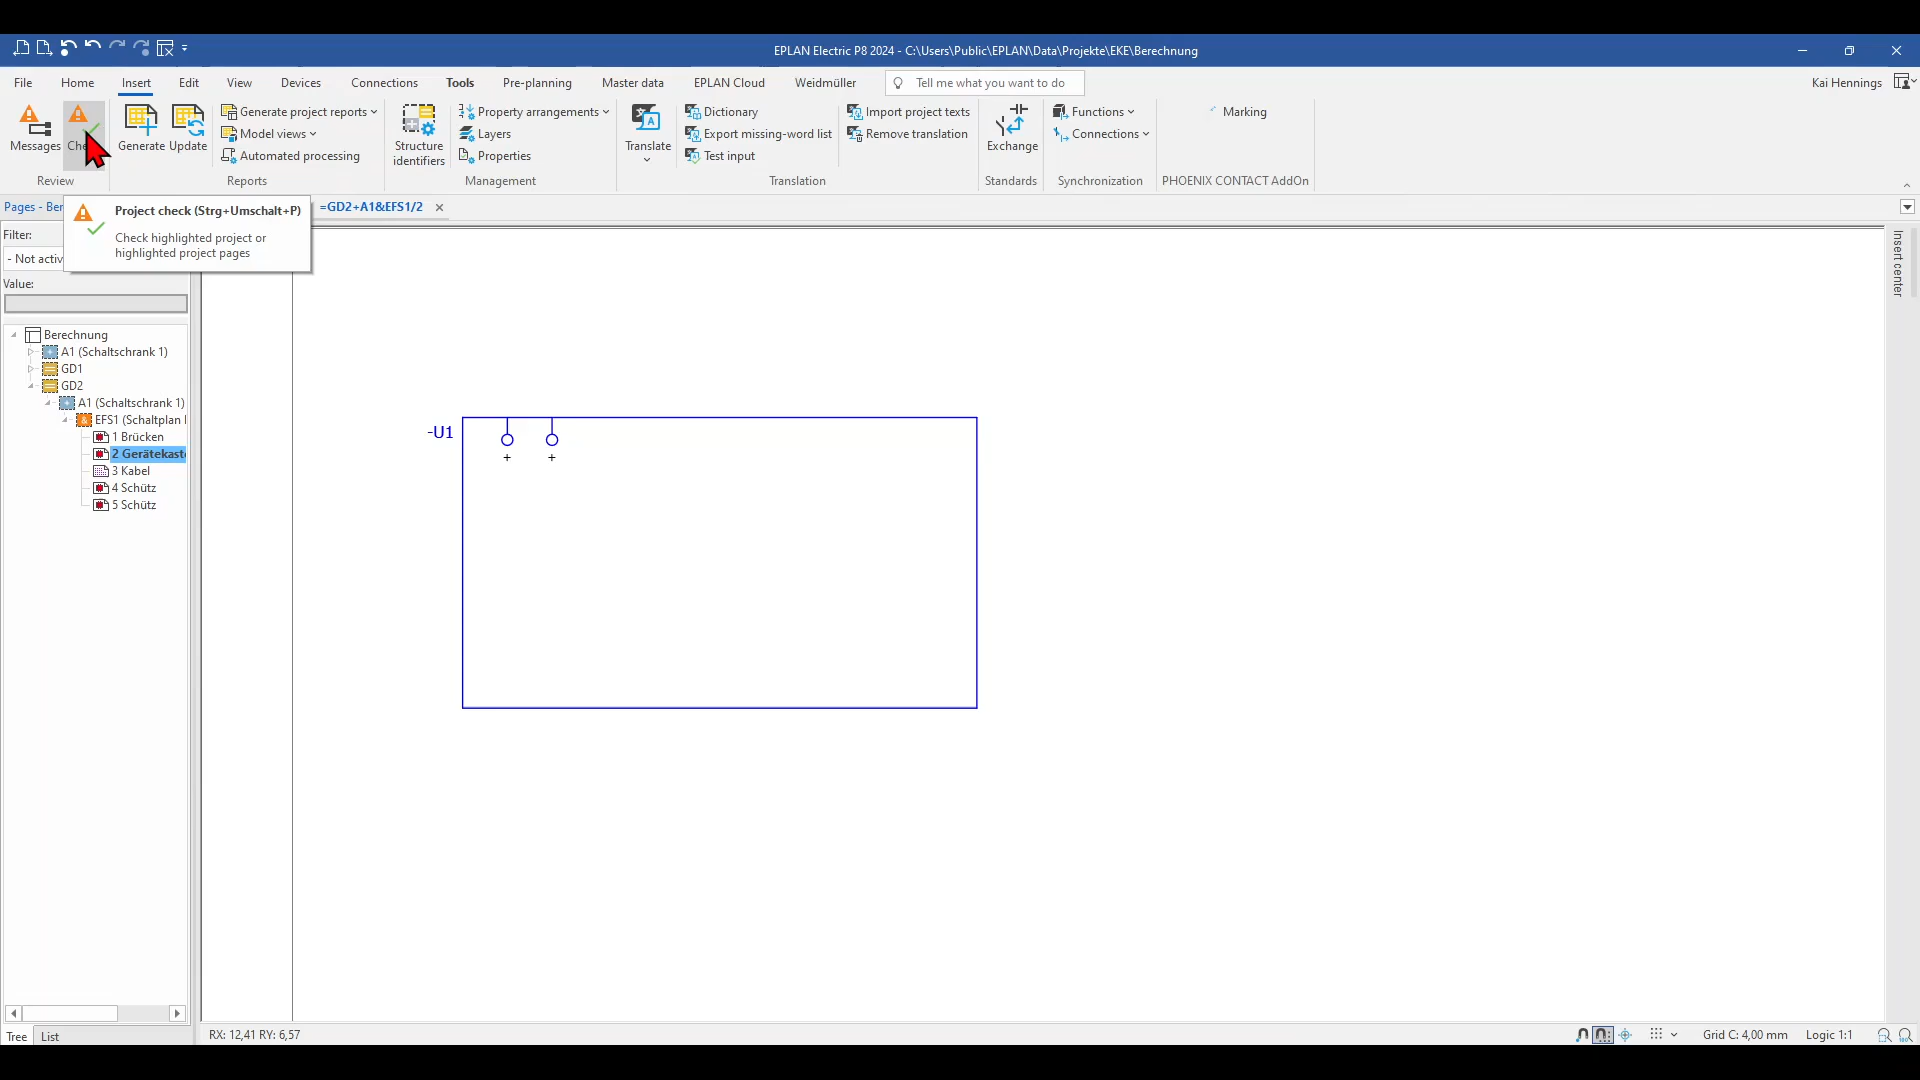 EPLAN Electric P8 2024 - C:\Users\Public\EPLAN\Data\Projekte\EKE\Berechnung
File Home Insert Edit View Devices Connections Tools Pre-planning Master data EPLAN Cloud Weidmüller Tell me what you want to do Kai Hennings
Messages
Generate Update
Generate project reports
Model views
Automated processing
Structure
identifiers
Property arrangements
Layers
Properties
Translate
Dictionary
Export missing-word list
Test input
Import project texts
Remove translation
Exchange
Functions
Connections
Marking
Review Reports Management Translation Standards Synchronization PHOENIX CONTACT AddOn
Pages - Ber
=GD2+A1&EFS1/2
Project check (Strg+Umschalt+P)
Check highlighted project or
highlighted project pages
Filter:
- Not activ
Value:
Berechnung
A1 (Schaltschrank 1)
GD1
GD2
A1 (Schaltschrank 1)
EFS1 (Schaltplan
1 Brücken
2 Gerätekast
3 Kabel
4 Schütz
5 Schütz
-U1
+ +
Insert center
Tree List
RX: 12,41 RY: 6,57
Grid C: 4,00 mm Logic 1:1